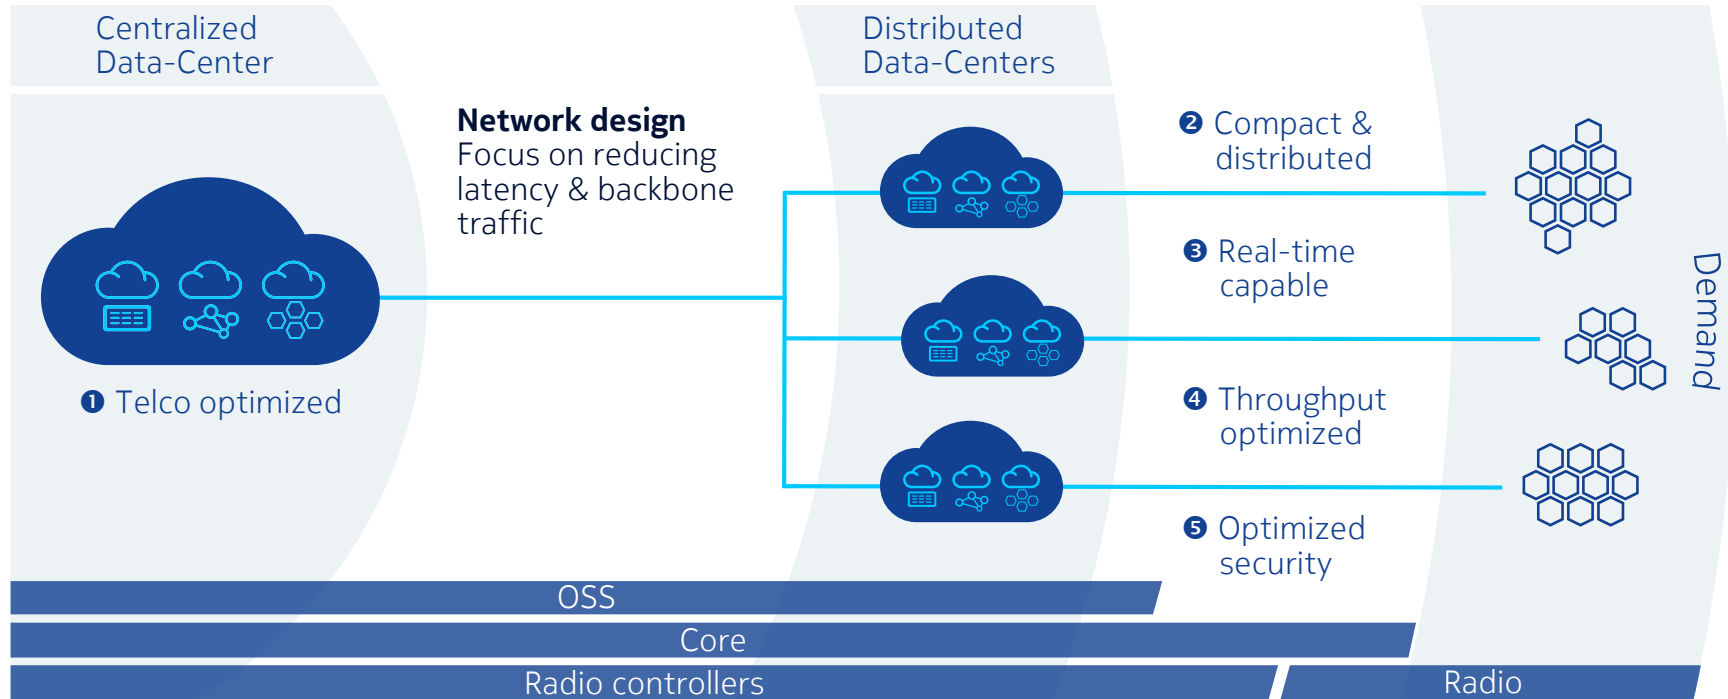 Centralized
Data-Center
Distributed
Data-Centers
Network design
Focus on reducing
latency & backbone
traffic
❶ Telco optimized
❷ Compact &
distributed
❸ Real-time
capable
❹ Throughput
optimized
❺ Optimized
security
Demand
OSS
Core
Radio controllers
Radio